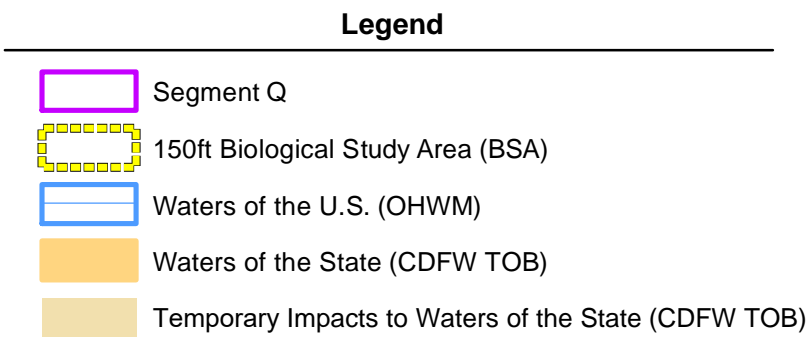 Legend
Segment Q
150ft Biological Study Area (BSA)
Waters of the U.S. (OHWM)
Waters of the State (CDFW TOB)
Temporary Impacts to Waters of the State (CDFW TOB)